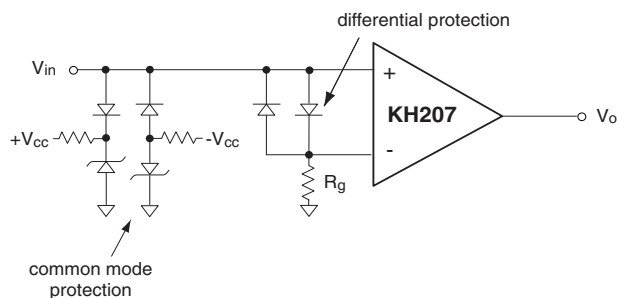 differential protection
Vin
+
KH207
Vo
+Vcc
-Vcc
-
Rg
common mode
protection